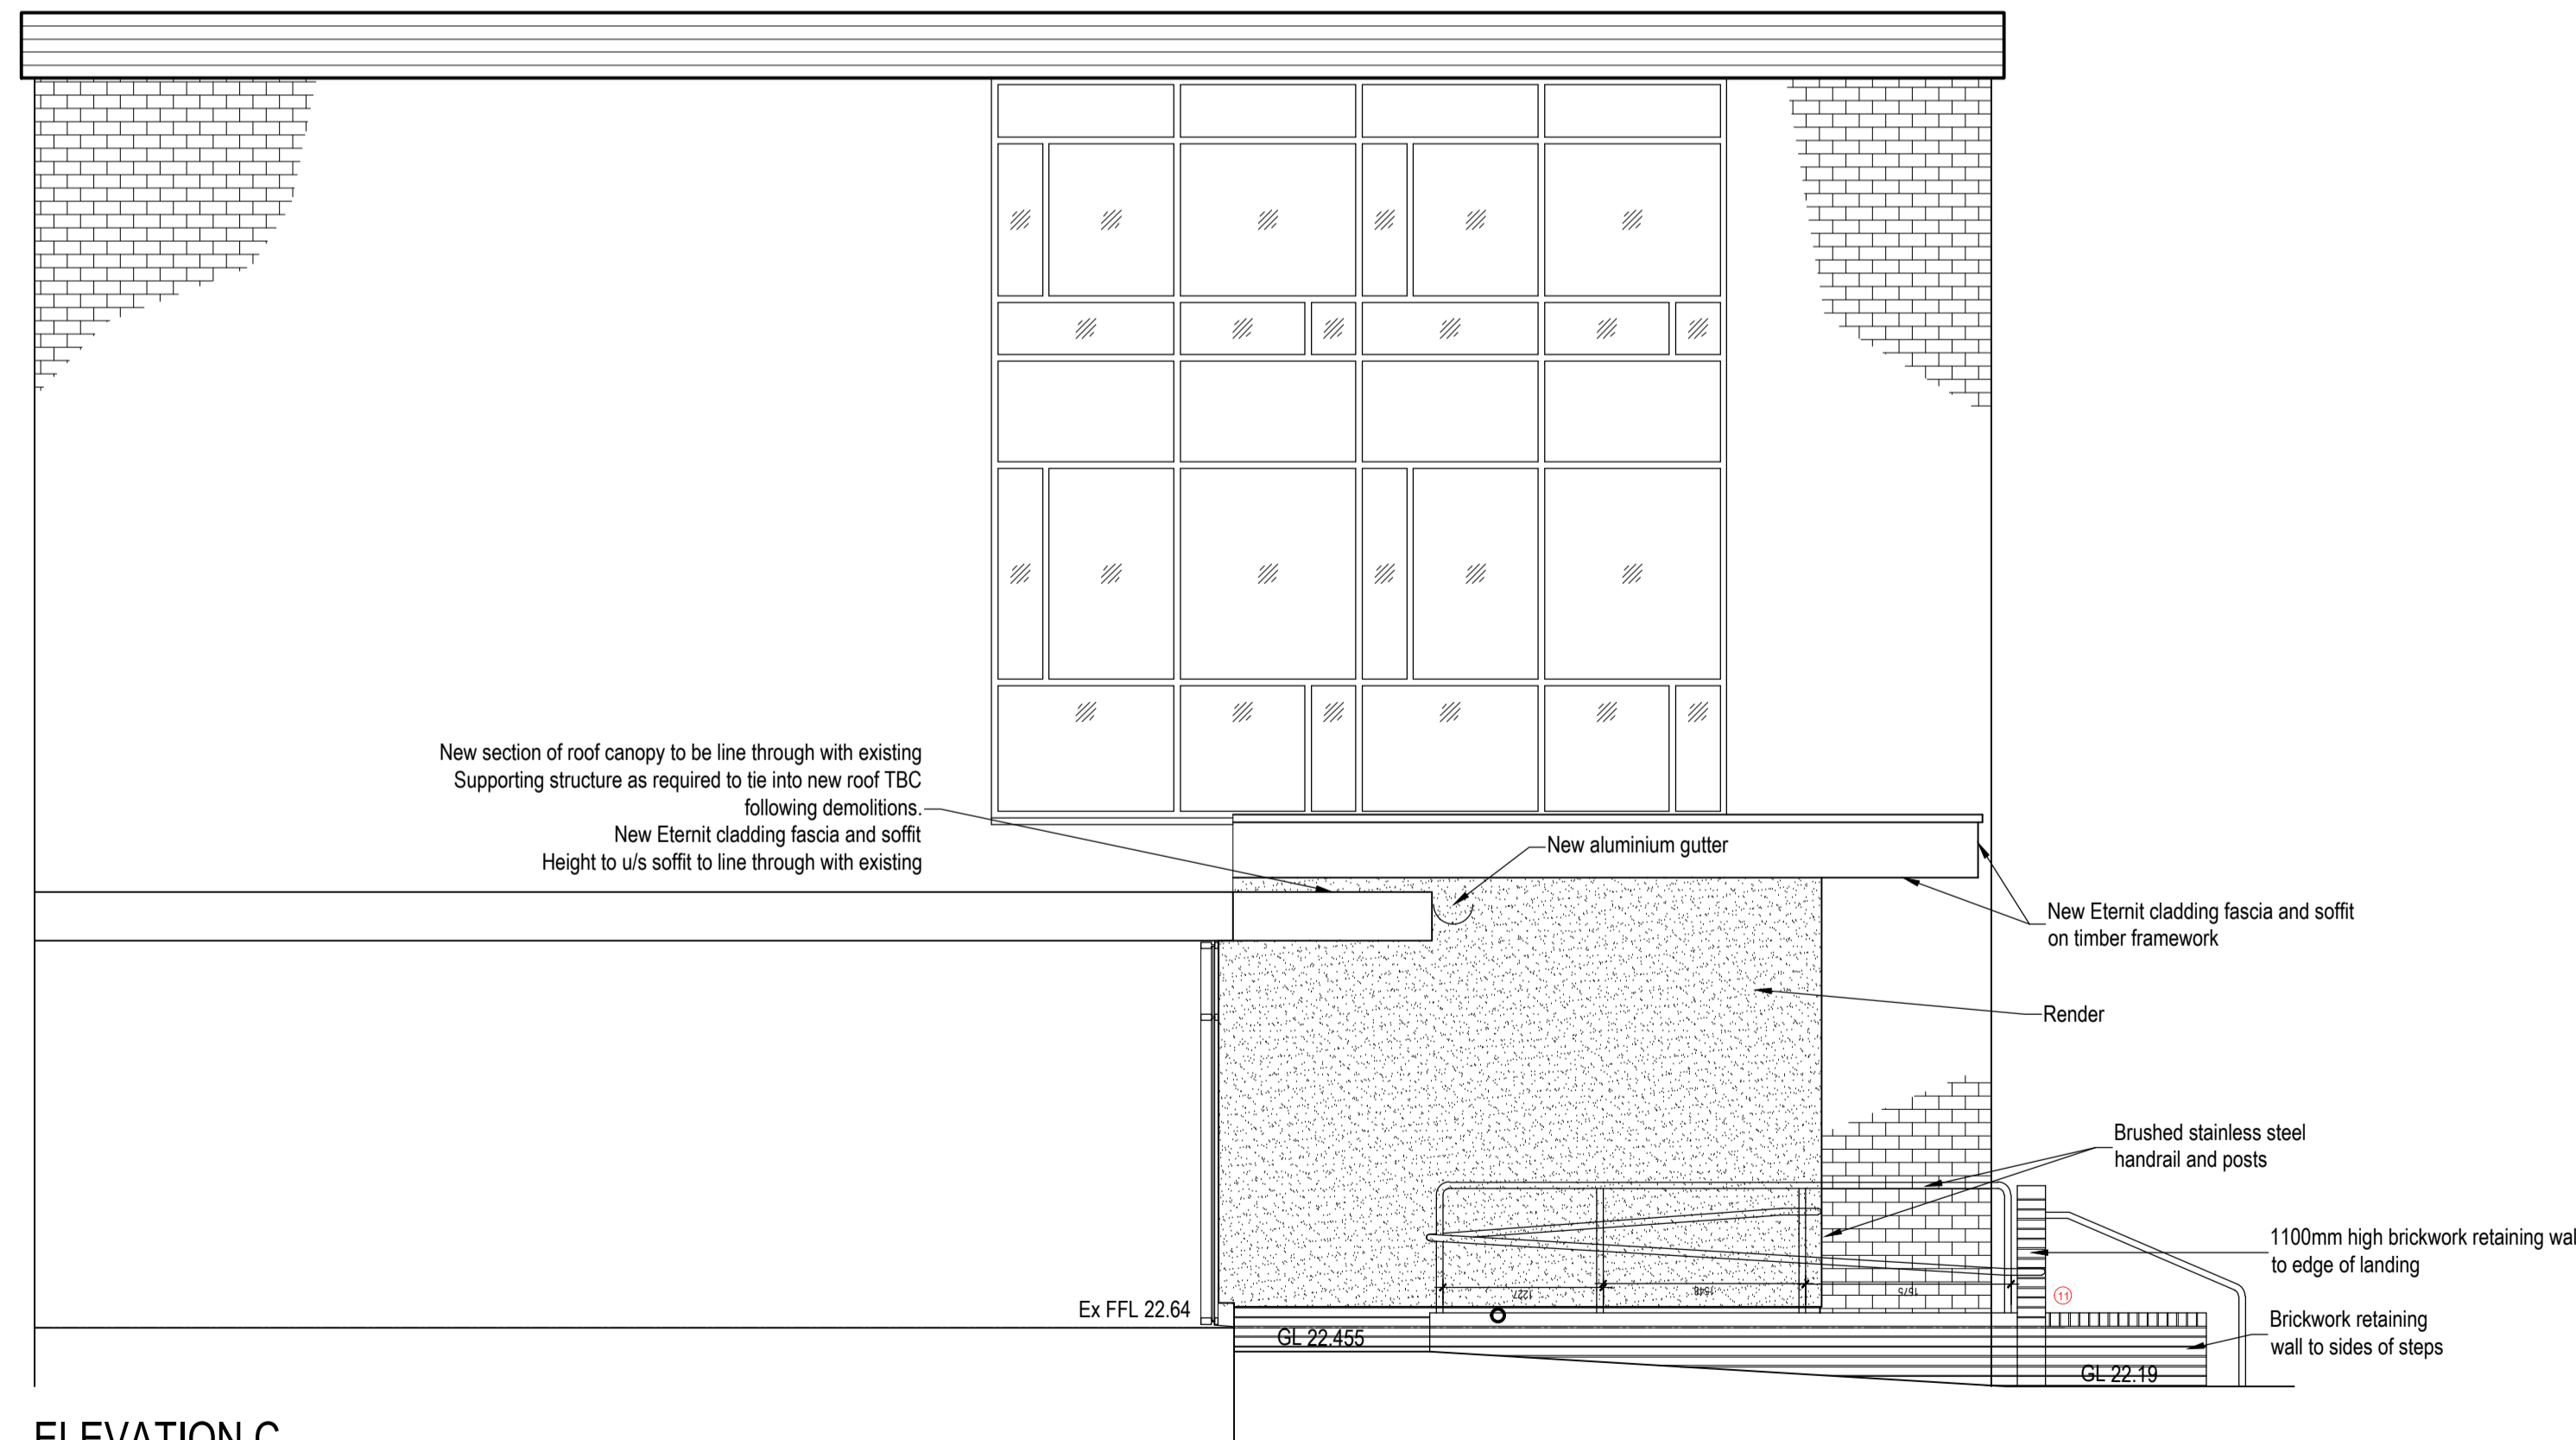 New section of roof canopy to be line through with existing
Supporting structure as required to tie into new roof TBC
following demolitions.
New Eternit cladding fascia and soffit
Height to u/s soffit to line through with existing
New aluminium gutter
New Eternit cladding fascia and soffit
on timber framework
Render
Brushed stainless steel
handrail and posts
1100mm high brickwork retaining wal
to edge of landing
11
Brickwork retaining
wall to sides of steps
1227
1548
1575
Ex FFL 22.64
GL 22.455
GL 22.19
ELEVATION C